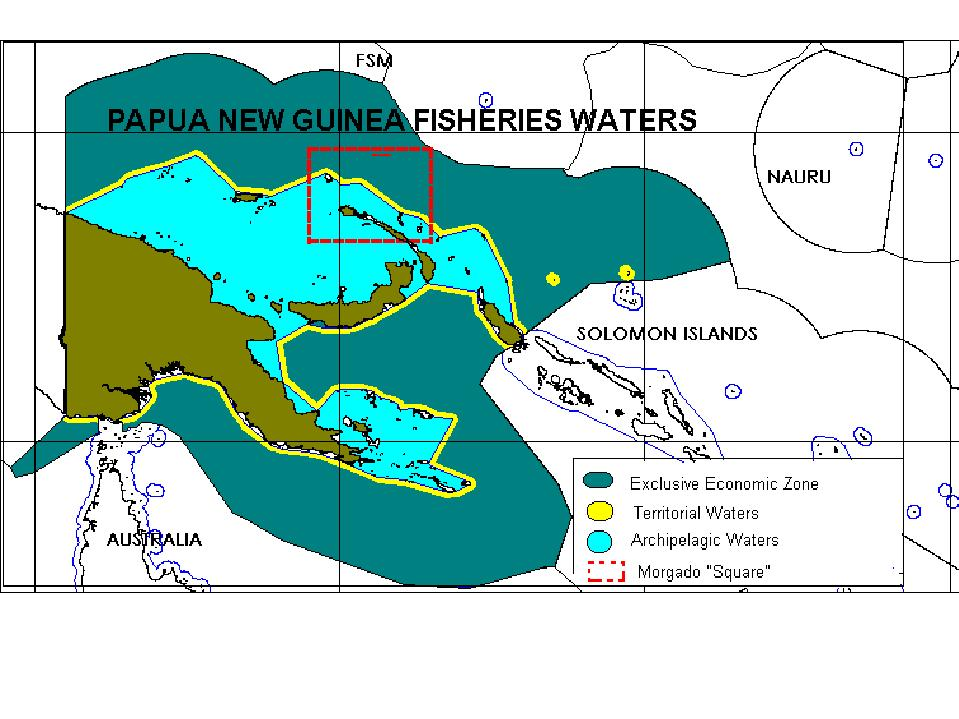 FSM
PAPUA NEW GUINEA FISHERIES WATERS
NAURU
SOLOMON ISLANDS
Exclusive Economic Zone
Territorial Waters
Archipelagic Waters
Morgado "Square"
AUSTRALIA